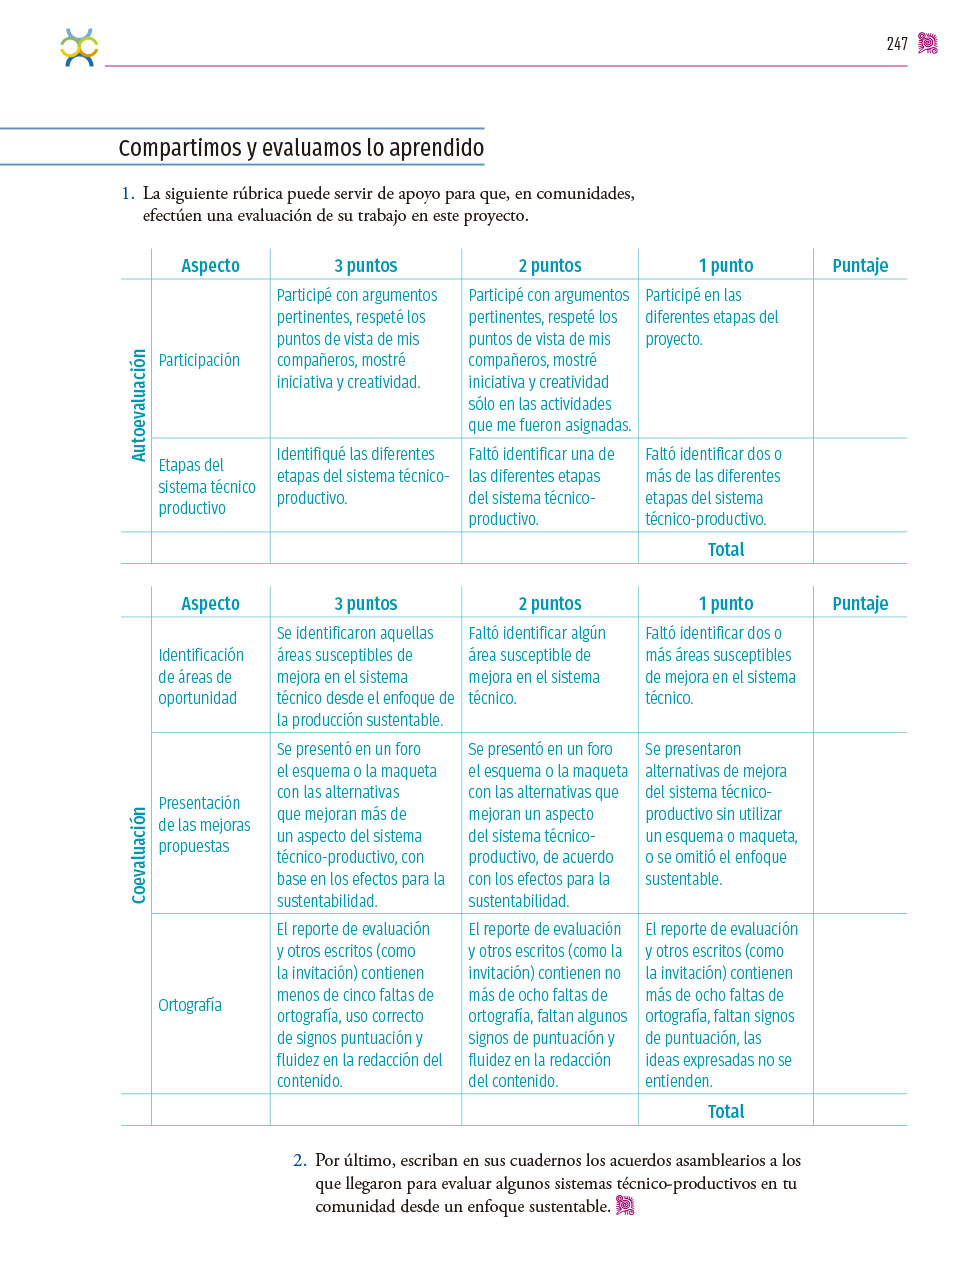 247
Compartimos y evaluamos lo aprendido
1. La siguiente rúbrica puede servir de apoyo para que, en comunidades,
efectúen una evaluación de su trabajo en este proyecto.
Aspecto 3 puntos 2 puntos 1 punto Puntaje
Autoevaluación
Participación
Participé con argumentos
pertinentes, respeté los
puntos de vista de mis
compañeros, mostré
iniciativa y creatividad.
Participé con argumentos
pertinentes, respeté los
puntos de vista de mis
compañeros, mostré
iniciativa y creatividad
sólo en las actividades
que me fueron asignadas.
Participé en las
diferentes etapas del
proyecto.
Etapas del
sistema técnico
productivo
Identifiqué las diferentes
etapas del sistema técnico-
productivo.
Faltó identificar una de
las diferentes etapas
del sistema técnico-
productivo.
Faltó identificar dos o
más de las diferentes
etapas del sistema
técnico-productivo.
Total
Aspecto 3 puntos 2 puntos 1 punto Puntaje
Coevaluación
Identificación
de áreas de
oportunidad
Se identificaron aquellas
áreas susceptibles de
mejora en el sistema
técnico desde el enfoque de
la producción sustentable.
Faltó identificar algún
área susceptible de
mejora en el sistema
técnico.
Faltó identificar dos o
más áreas susceptibles
de mejora en el sistema
técnico.
Presentación
de las mejoras
propuestas
Se presentó en un foro
el esquema o la maqueta
con las alternativas
que mejoran más de
un aspecto del sistema
técnico-productivo, con
base en los efectos para la
sustentabilidad.
Se presentó en un foro
el esquema o la maqueta
con las alternativas que
mejoran un aspecto
del sistema técnico-
productivo, de acuerdo
con los efectos para la
sustentabilidad.
Se presentaron
alternativas de mejora
del sistema técnico-
productivo sin utilizar
un esquema o maqueta,
o se omitió el enfoque
sustentable.
Ortografía
El reporte de evaluación
y otros escritos (como
la invitación) contienen
menos de cinco faltas de
ortografía, uso correcto
de signos puntuación y
fluidez en la redacción del
contenido.
El reporte de evaluación
y otros escritos (como la
invitación) contienen no
más de ocho faltas de
ortografía, faltan algunos
signos de puntuación y
fluidez en la redacción
del contenido.
El reporte de evaluación
y otros escritos (como
la invitación) contienen
más de ocho faltas de
ortografía, faltan signos
de puntuación, las
ideas expresadas no se
entienden.
Total
2. Por último, escriban en sus cuadernos los acuerdos asamblearios a los
que llegaron para evaluar algunos sistemas técnico-productivos en tu
comunidad desde un enfoque sustentable.